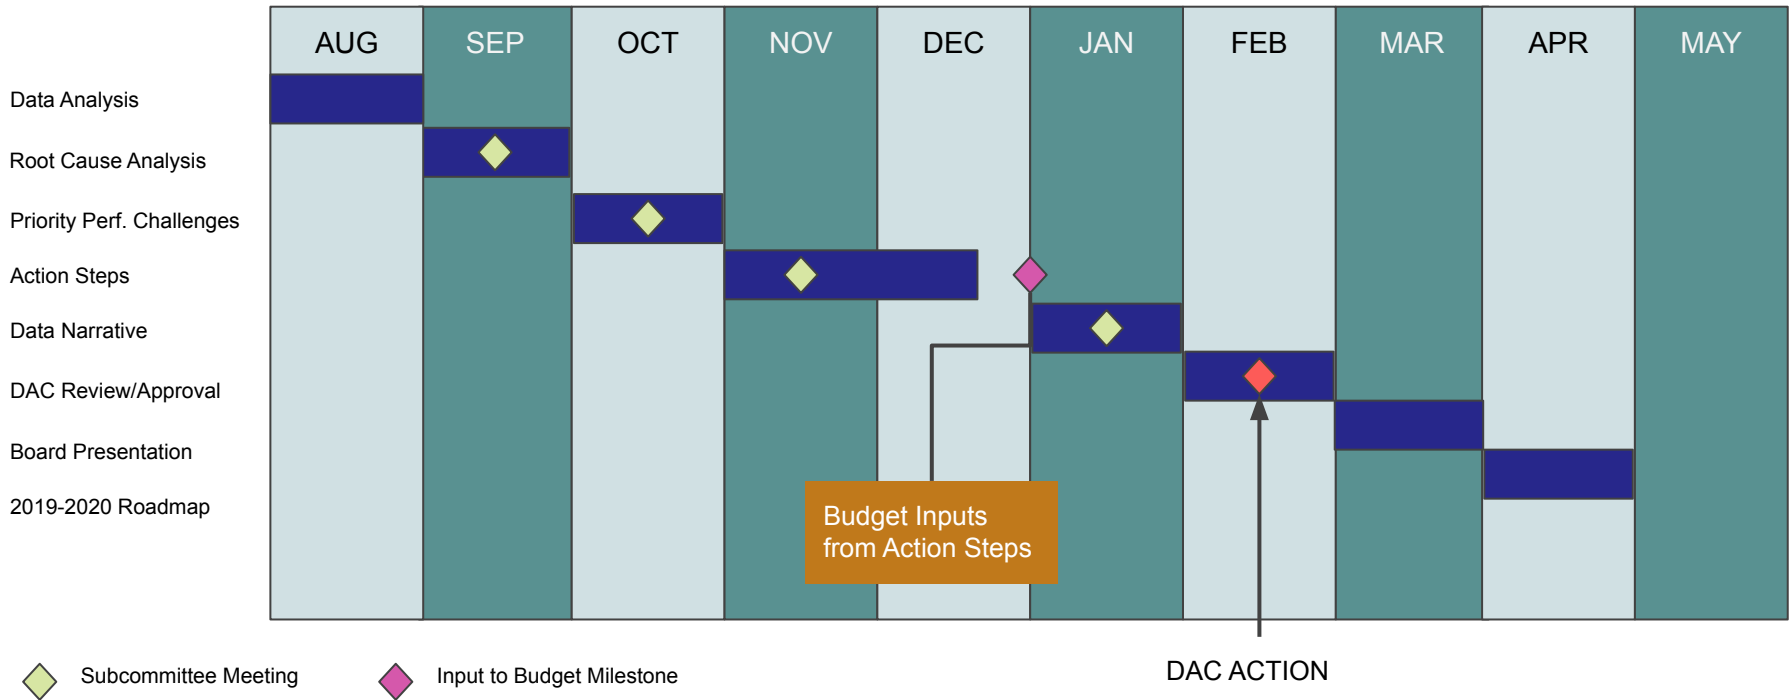 AUG SEP OCT NOV DEC JAN FEB MAR APR MAY
Data Analysis
Root Cause Analysis
Priority Perf. Challenges
Action Steps
Data Narrative
DAC Review/Approval
Board Presentation
2019-2020 Roadmap
Budget Inputs
from Action Steps
DAC ACTION
Subcommittee Meeting
Input to Budget Milestone